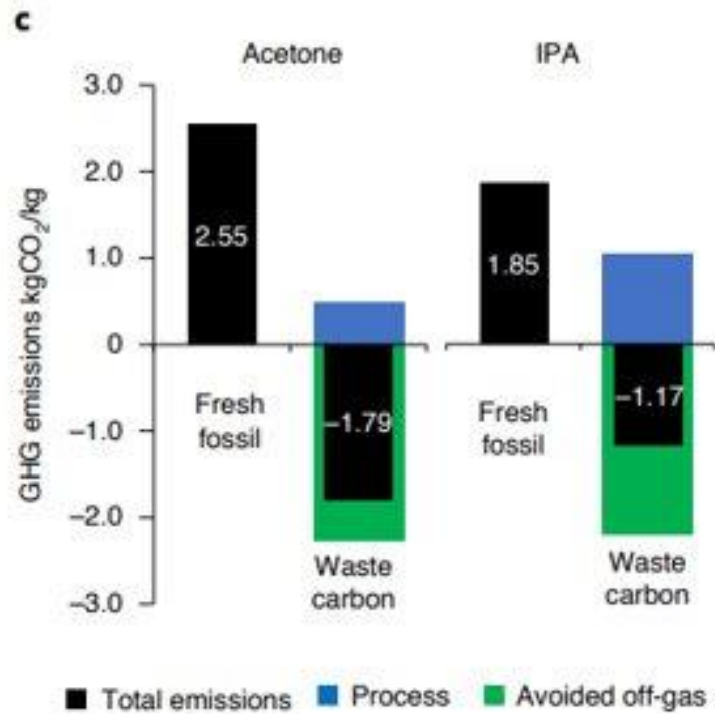 c
Acetone
IPA
GHG emissions kgCO₂/kg
3.0
2.0
1.0
0
–1.0
–2.0
–3.0
2.55
1.85
–1.79
–1.17
Fresh
fossil
Waste
carbon
Fresh
fossil
Waste
carbon
Total emissions
Process
Avoided off-gas